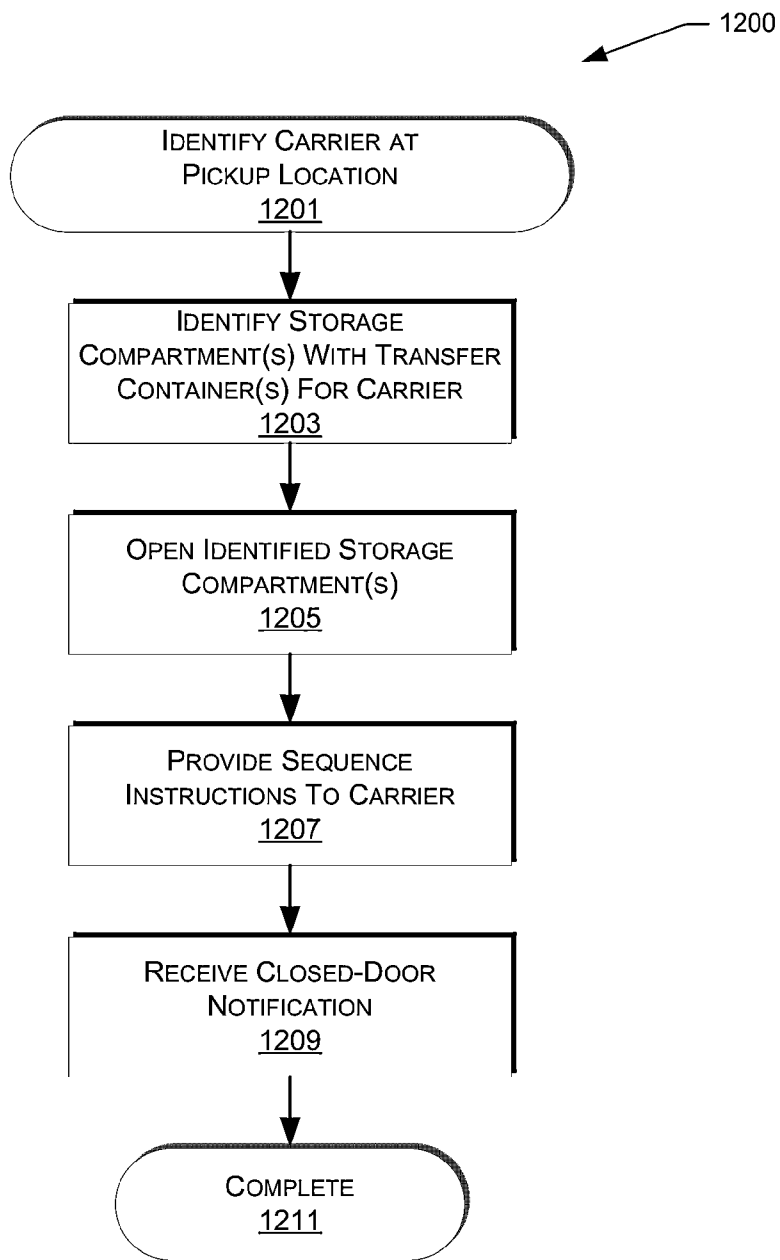 1200
IDENTIFY CARRIER AT
PICKUP LOCATION
1201
IDENTIFY STORAGE
COMPARTMENT(S) WITH TRANSFER
CONTAINER(S) FOR CARRIER
1203
OPEN IDENTIFIED STORAGE
COMPARTMENT(S)
1205
PROVIDE SEQUENCE
INSTRUCTIONS TO CARRIER
1207
RECEIVE CLOSED-DOOR
NOTIFICATION
1209
COMPLETE
1211